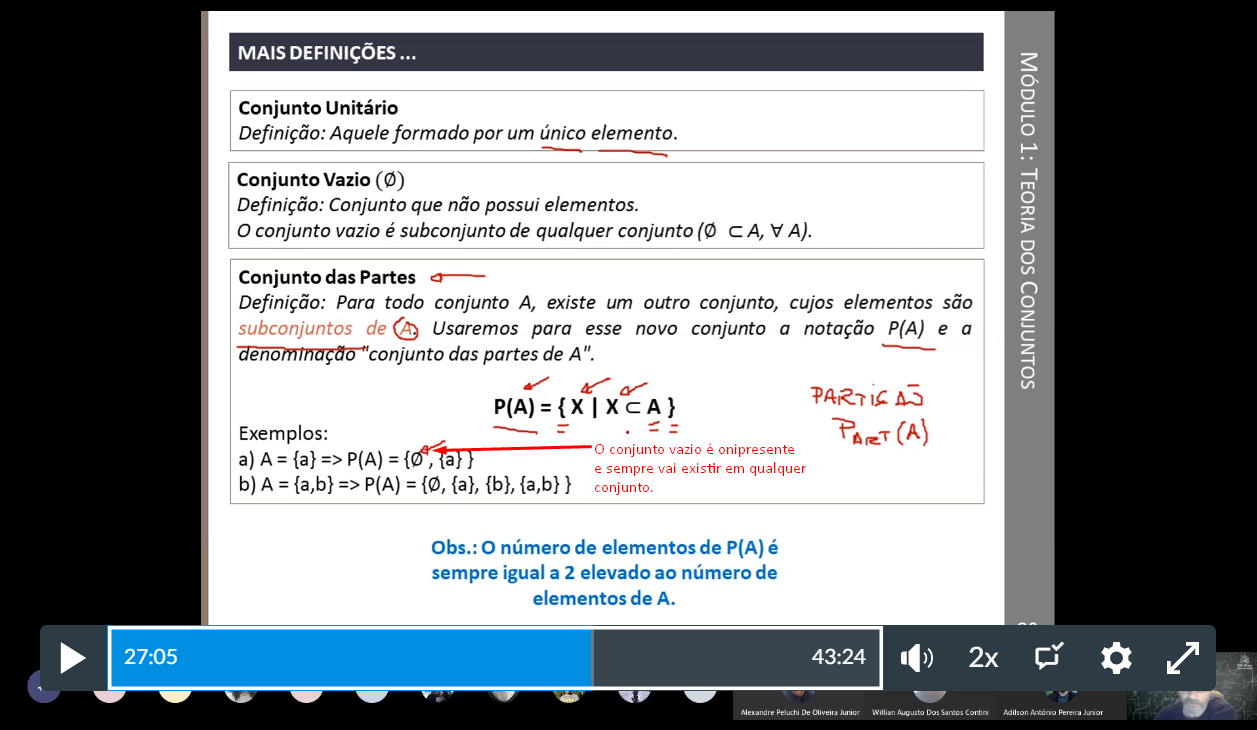 MAIS DEFINIÇÕES ...
Conjunto Unitário
Definição: Aquele formado por um único elemento.
Conjunto Vazio (∅)
Definição: Conjunto que não possui elementos.
O conjunto vazio é subconjunto de qualquer conjunto (∅ ⊂ A, ∀ A).
Conjunto das Partes
Definição: Para todo conjunto A, existe um outro conjunto, cujos elementos são
subconjuntos de A. Usaremos para esse novo conjunto a notação P(A) e a
denominação "conjunto das partes de A".
P(A) = { X | X ⊂ A }
PARTIÇÃO
PART(A)
Exemplos:
a) A = {a} => P(A) = {∅ , {a} }
b) A = {a,b} => P(A) = {∅, {a}, {b}, {a,b} }
O conjunto vazio é onipresente
e sempre vai existir em qualquer
conjunto.
Obs.: O número de elementos de P(A) é
sempre igual a 2 elevado ao número de
elementos de A.
MÓDULO 1: TEORIA DOS CONJUNTOS
27:05
43:24
2x
Alexandre Peluchi De Oliveira Junior
Willian Augusto Dos Santos Contini
Adilson Antônio Pereira Junior